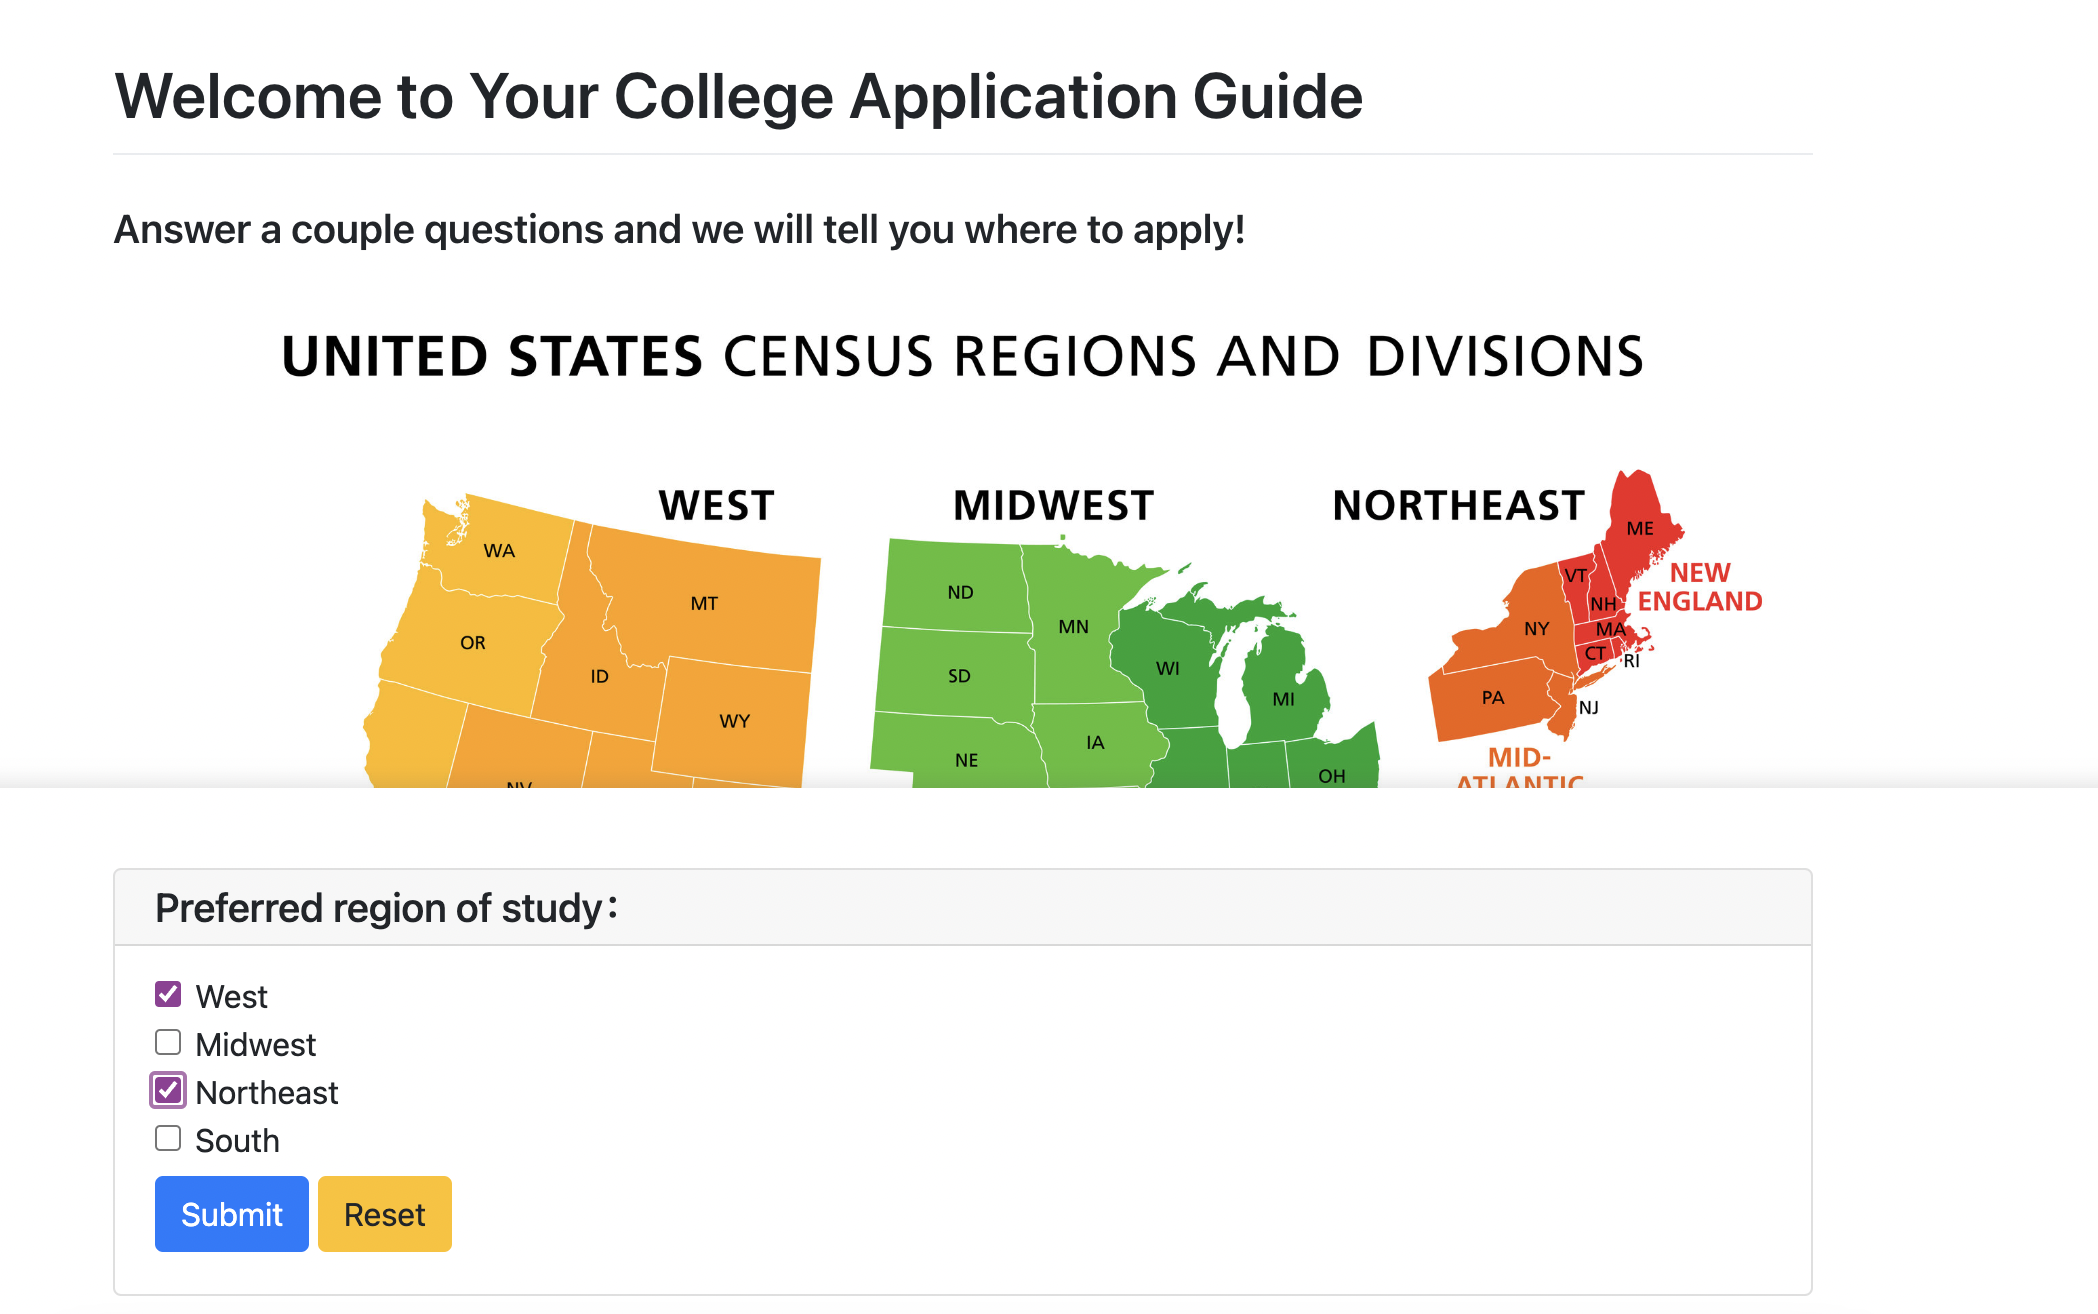 Welcome to Your College Application Guide
Answer a couple questions and we will tell you where to apply!
UNITED STATES CENSUS REGIONS AND DIVISIONS
WEST
MIDWEST
NORTHEAST
WA
MT
OR
ID
WY
NV
ND
MN
SD
WI
MI
IA
NE
OH
ME
VT
NH
NEW
ENGLAND
NY
MA
CT
RI
PA
NJ
MID-
ATLANTIC
Preferred region of study:
West
Midwest
Northeast
South
Submit
Reset